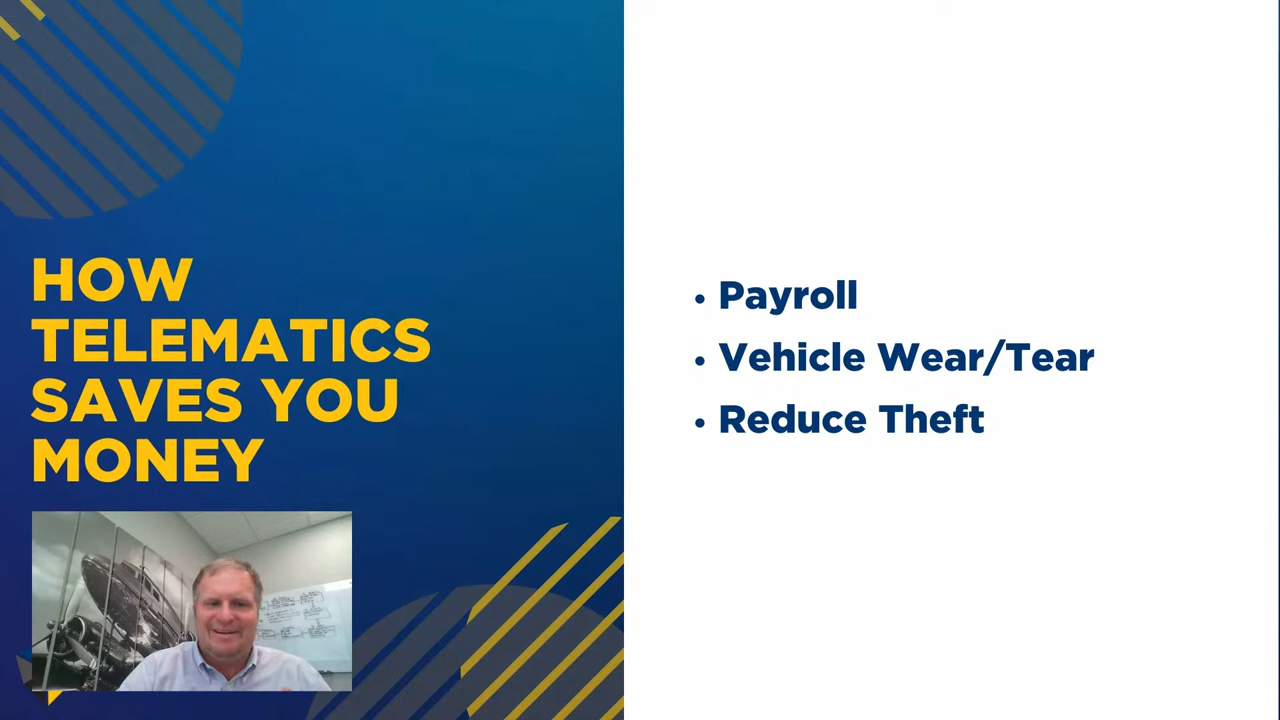 HOW
TELEMATICS
SAVES YOU
MONEY
• Payroll
• Vehicle Wear/Tear
• Reduce Theft